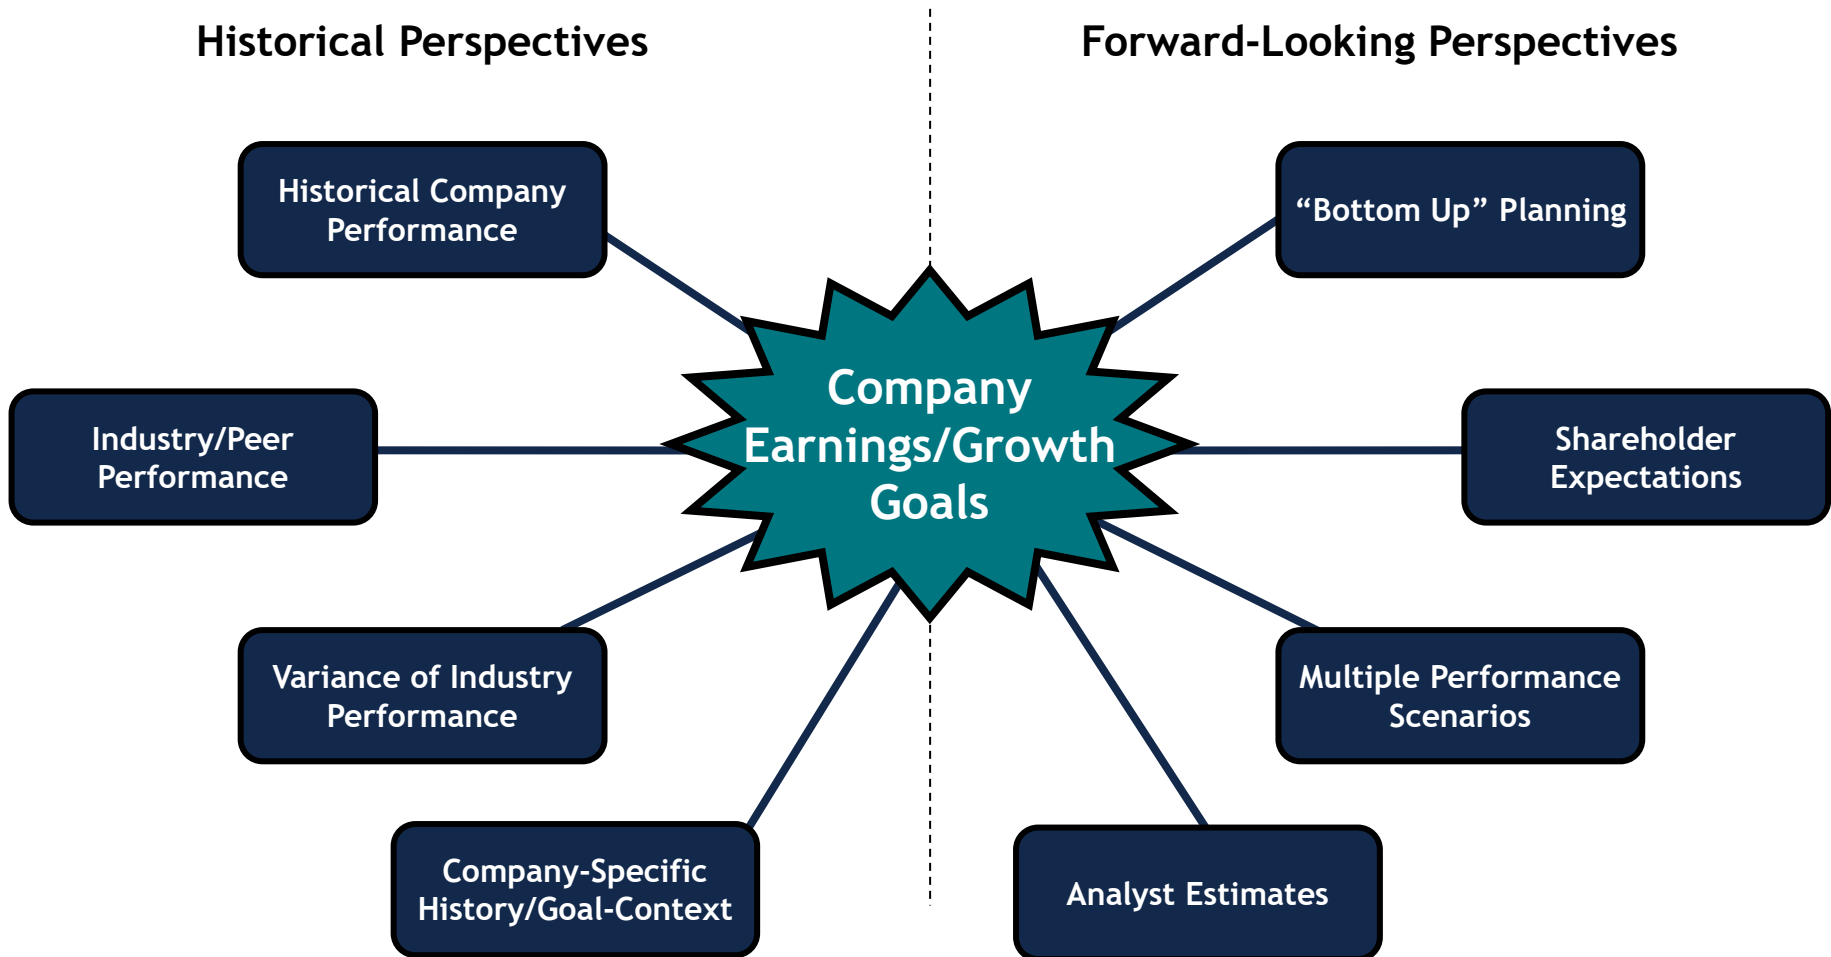 Historical Perspectives
Forward-Looking Perspectives
Historical Company
Performance
“Bottom Up” Planning
Company
Earnings/Growth
Goals
Industry/Peer
Performance
Shareholder
Expectations
Variance of Industry
Performance
Multiple Performance
Scenarios
Company-Specific
History/Goal-Context
Analyst Estimates